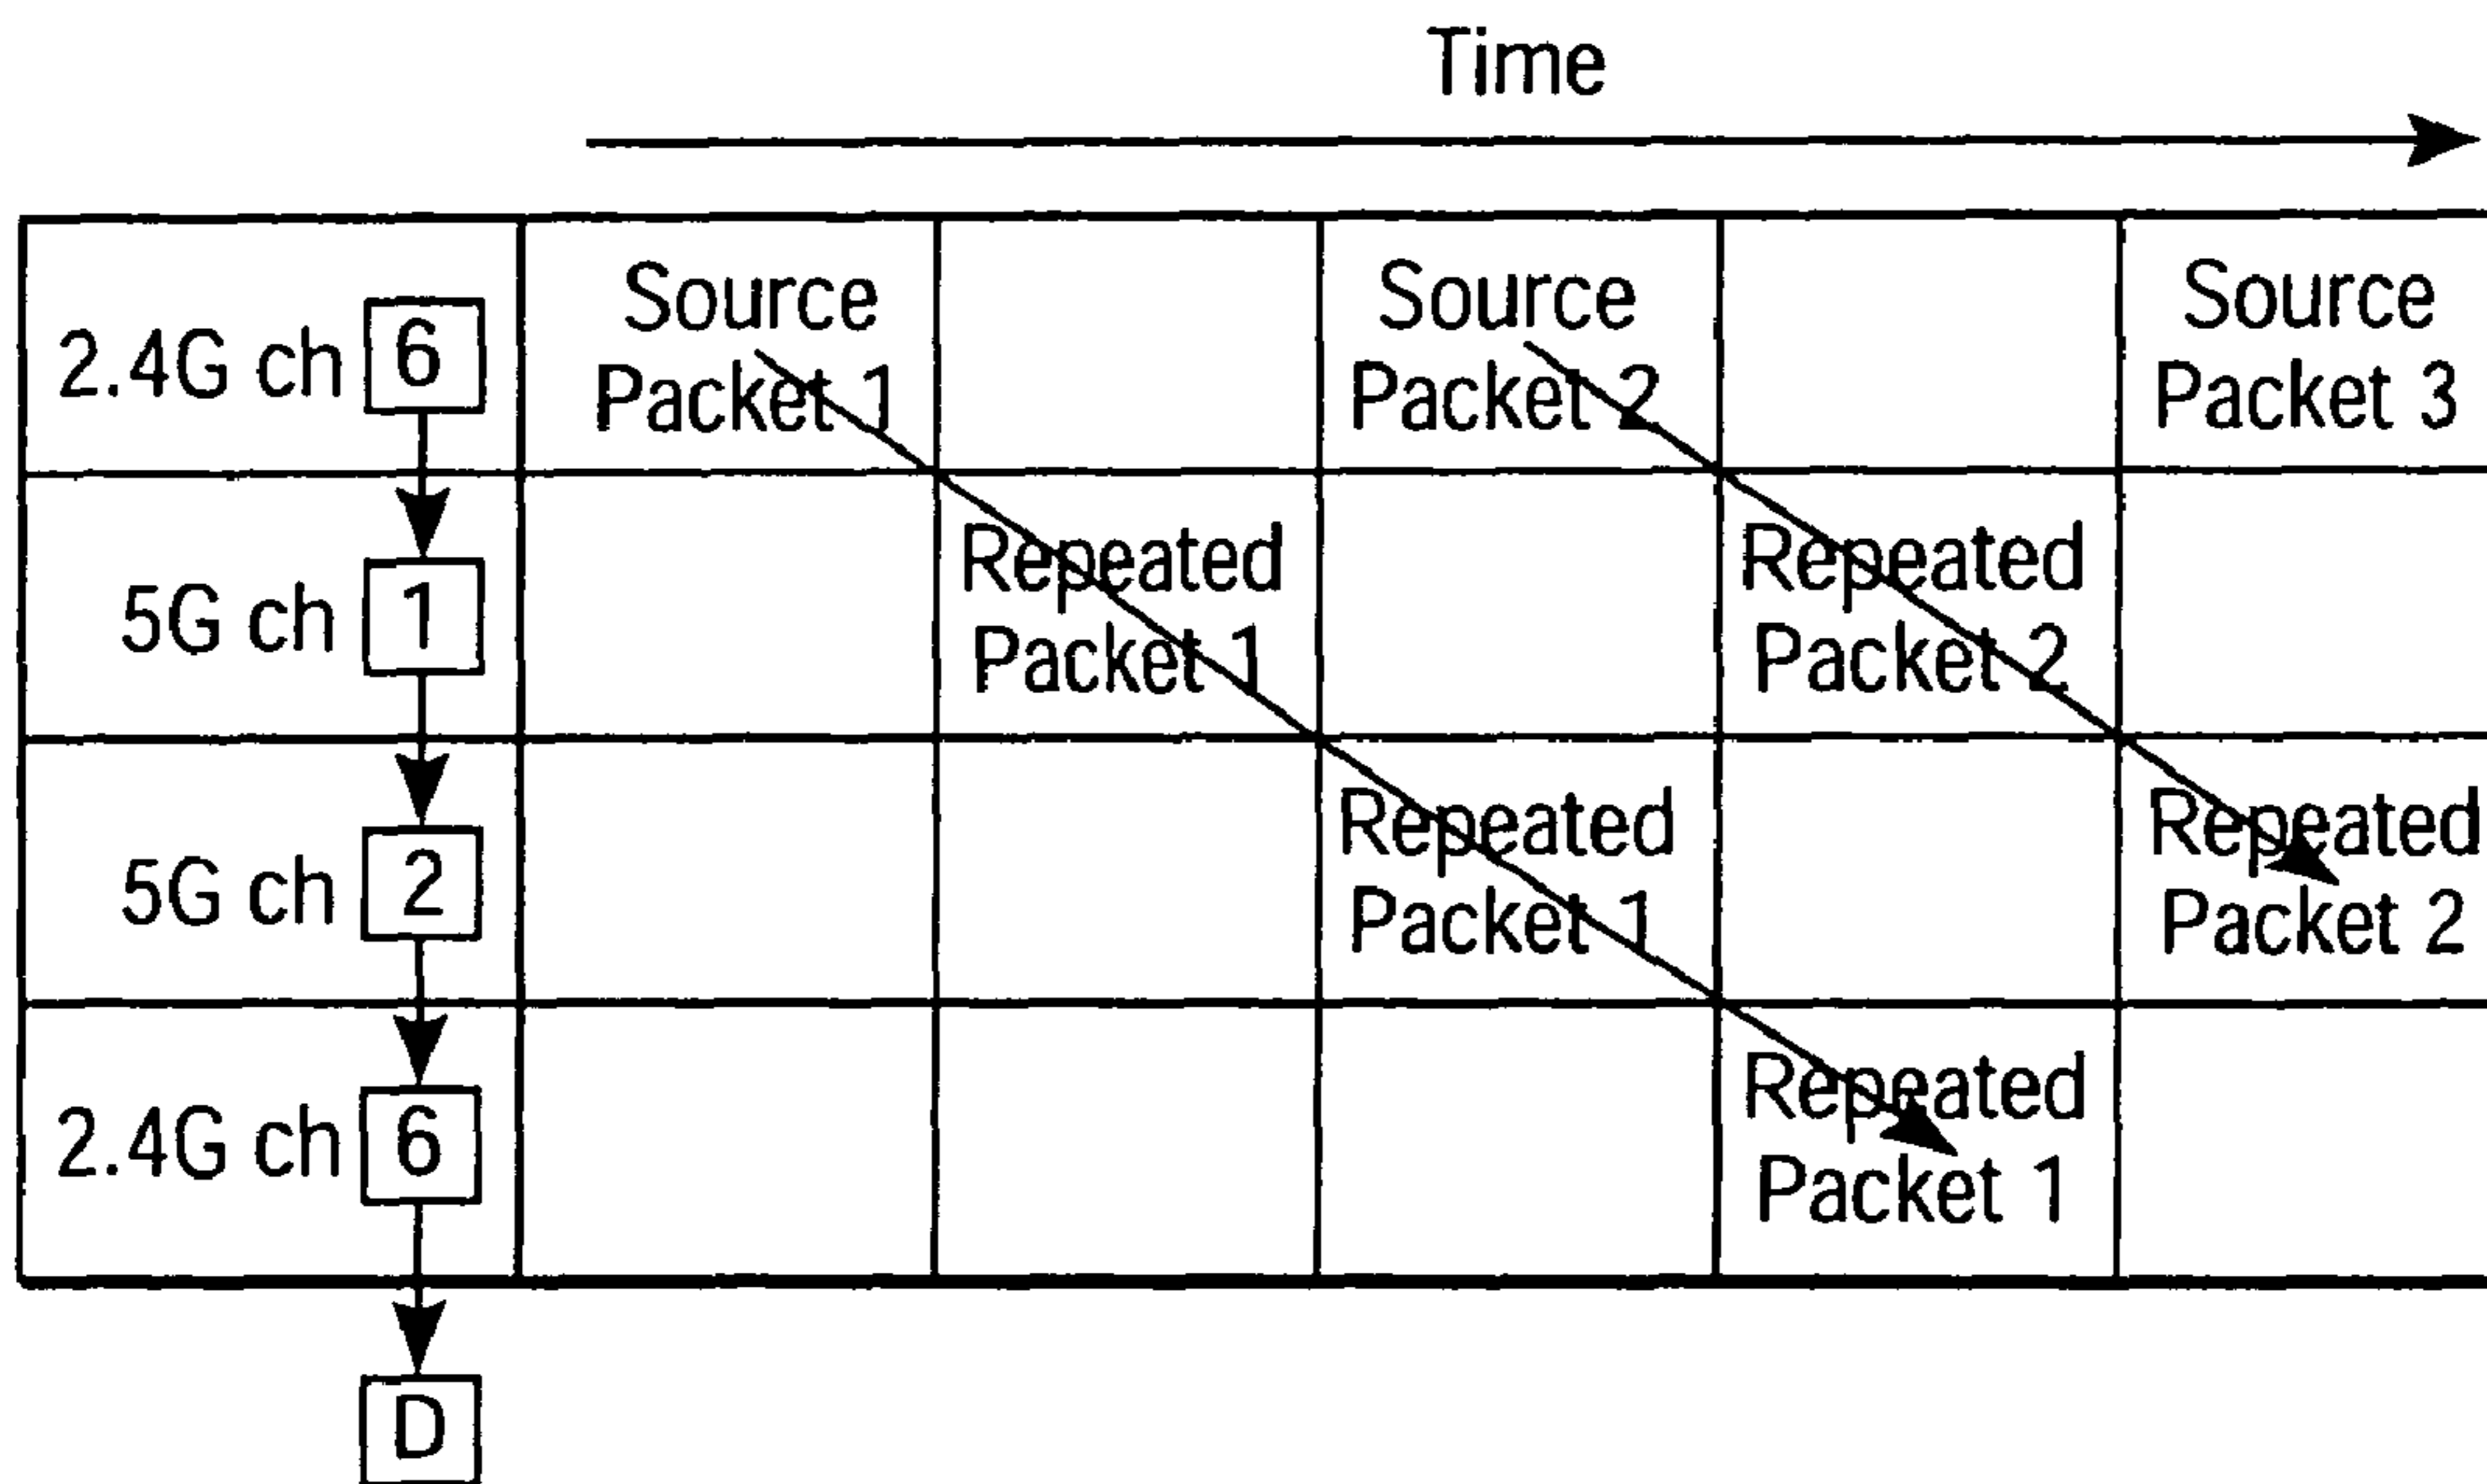 Time
2.4G ch 6
Source
Packet 1
Source
Packet 2
Source
Packet 3
5G ch 1
Repeated
Packet 1
Repeated
Packet 2
5G ch 2
Repeated
Packet 1
Repeated
Packet 2
2.4G ch 6
Repeated
Packet 1
D